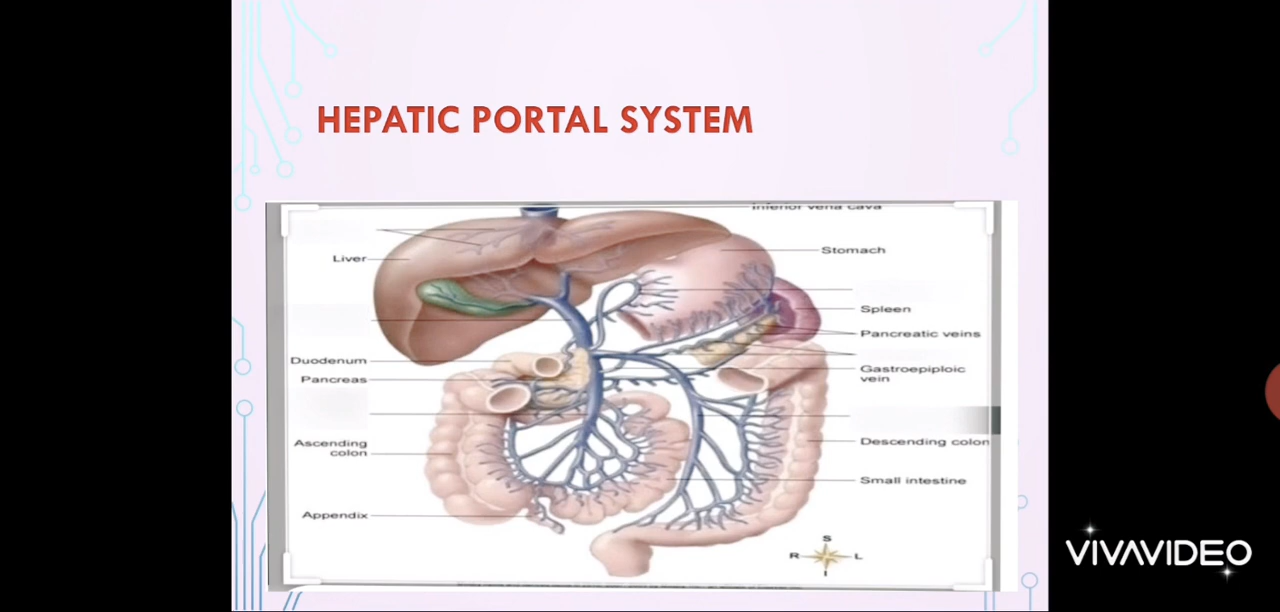 HEPATIC PORTAL SYSTEM
Inferior vena cava
Liver
Stomach
Spleen
Pancreatic veins
Duodenum
Gastroepiploic
vein
Pancreas
Ascending
colon
Descending colon
Small intestine
Appendix
S
R L
I
VIVAVIDEO